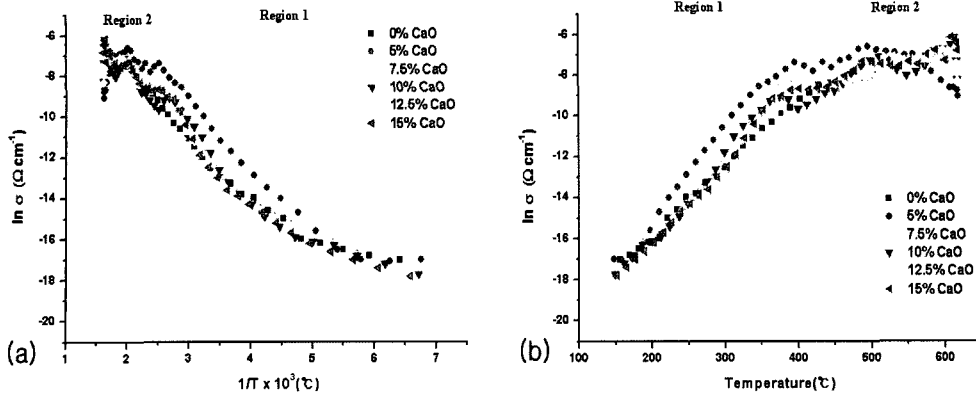 Region 2
Region 1
0% CaO
5% CaO
7.5% CaO
10% CaO
12.5% CaO
15% CaO
ln σ (Ω cm⁻¹)
-6
-8
-10
-12
-14
-16
-18
-20
1
2
3
4
5
6
7
1/T x 10³(℃)
(a)
Region 1
Region 2
0% CaO
5% CaO
7.5% CaO
10% CaO
12.5% CaO
15% CaO
ln σ (Ω cm⁻¹)
-6
-8
-10
-12
-14
-16
-18
-20
100
200
300
400
500
600
Temperature(℃)
(b)